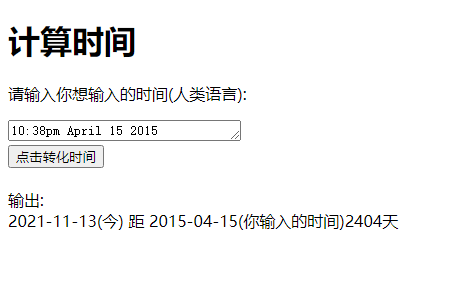 计算时间
请输入你想输入的时间(人类语言):
10:38pm April 15 2015
点击转化时间
输出:
2021-11-13(今) 距 2015-04-15(你输入的时间)2404天